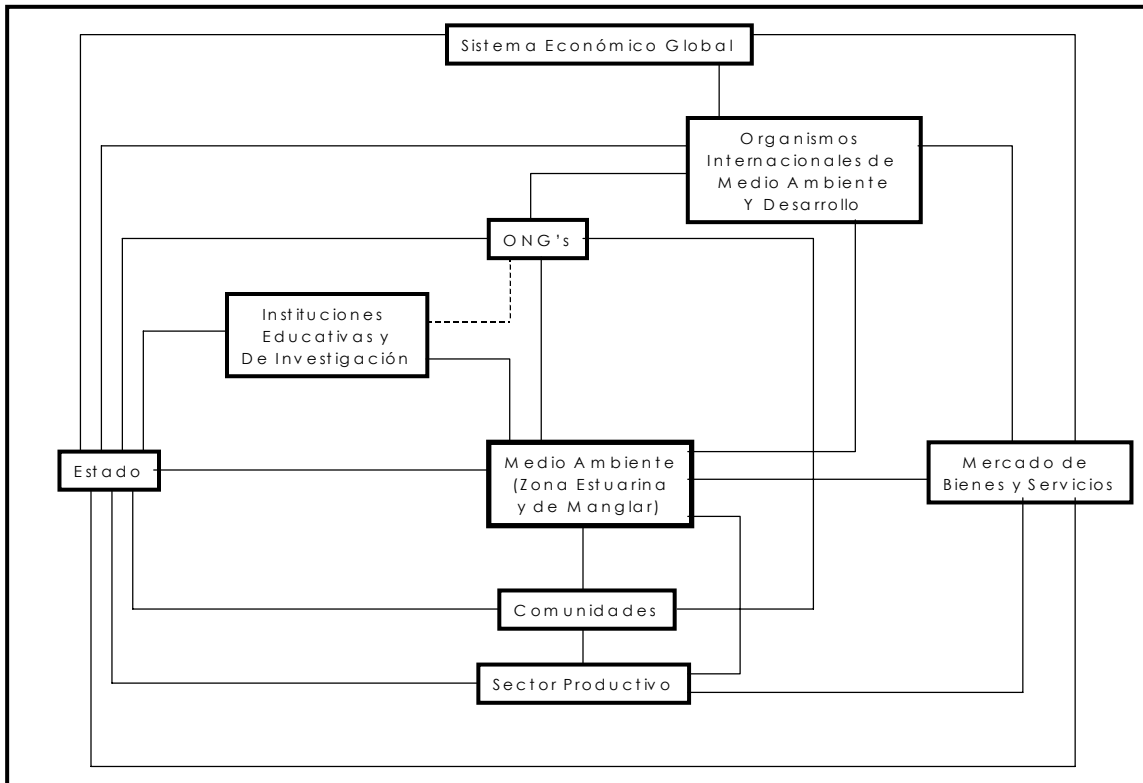 Sistema Económico Global
Organismos
Internacionales de
Medio Ambiente
Y Desarrollo
ONG's
Instituciones
Educativas y
De Investigación
Estado
Medio Ambiente
(Zona Estuarina
y de Manglar)
Mercado de
Bienes y Servicios
Comunidades
Sector Productivo